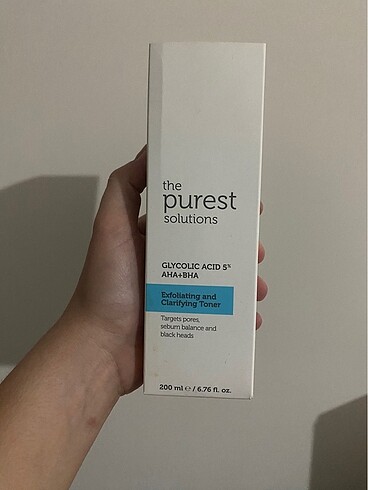 the
purest
solutions
GLYCOLIC ACID 5%
AHA+BHA
Exfoliating and
Clarifying Toner
Targets pores,
sebum balance and
black heads
200 ml ℮ / 6.76 fl. oz.